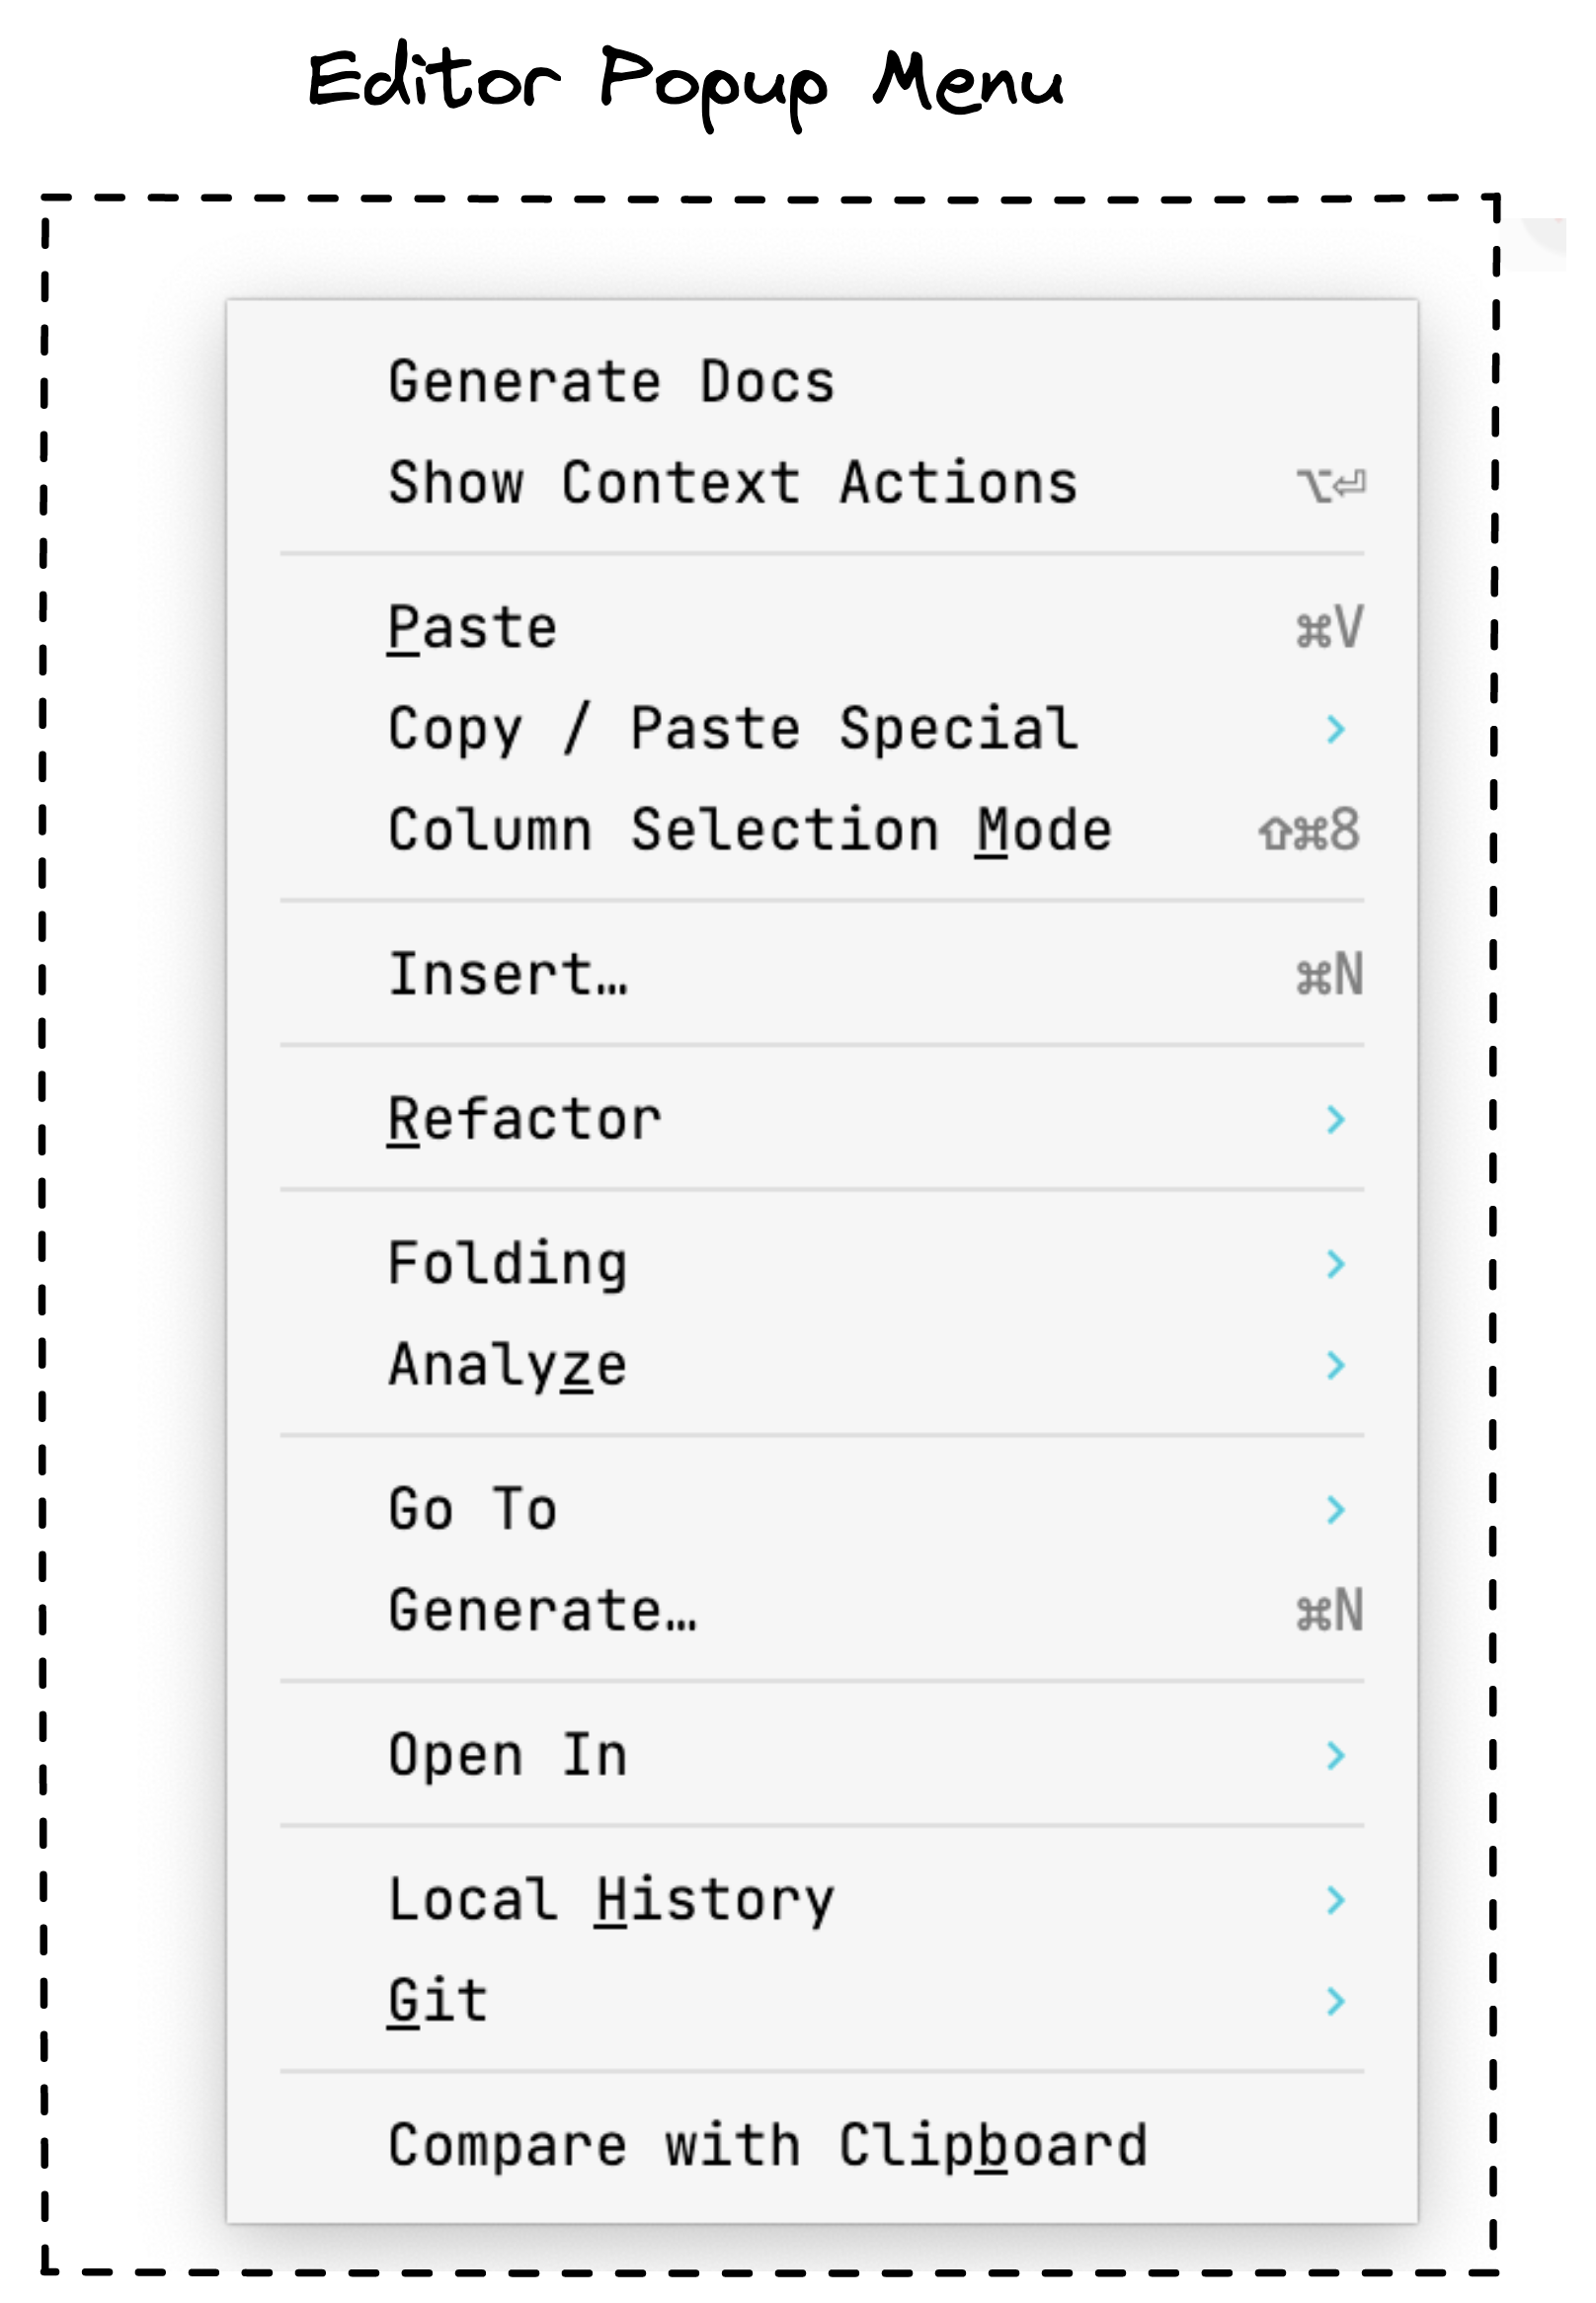 Editor Popup Menu
Generate Docs
Show Context Actions ⌥⏎
Paste ⌘V
Copy / Paste Special >
Column Selection Mode ⇧⌘8
Insert… ⌘N
Refactor >
Folding >
Analyze >
Go To >
Generate… ⌘N
Open In >
Local History >
Git >
Compare with Clipboard